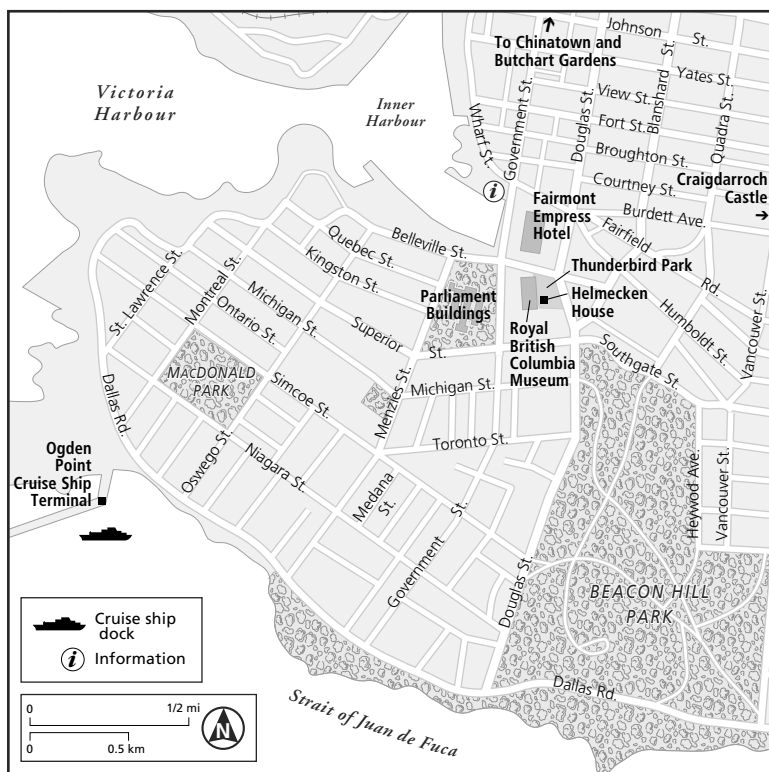 To Chinatown and
Butchart Gardens
Johnson St.
Yates St.
View St.
Fort St.
Broughton St.
Courtney St.
Burdett Ave.
Craigdarroch
Castle
Victoria
Harbour
Inner
Harbour
Wharf St.
Government St.
Douglas St.
Blanshard St.
Quadra St.
i
Fairmont
Empress
Hotel
Fairfield Rd.
Thunderbird Park
Helmecken
House
Humboldt St.
Vancouver St.
Belleville St.
Quebec St.
Kingston St.
Parliament
Buildings
Royal
British
Columbia
Museum
Southgate St.
St. Lawrence St.
Montreal St.
Michigan St.
Ontario St.
Superior St.
MACDONALD
PARK
Simcoe St.
Menzies St.
Michigan St.
Toronto St.
Dallas Rd.
Ogden
Point
Cruise Ship
Terminal
Oswego St.
Niagara St.
Medana
St.
Government St.
Douglas St.
Heywod Ave.
Vancouver St.
BEACON HILL
PARK
Dallas Rd
Strait of Juan de Fuca
Cruise ship
dock
i Information
0 1/2 mi
0 0.5 km
N